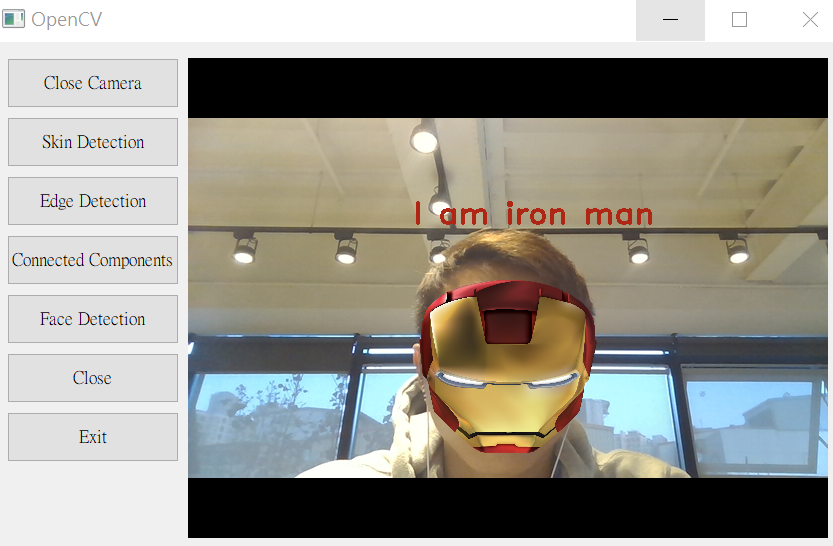 OpenCV
Close Camera
Skin Detection
Edge Detection
Connected Components
Face Detection
Close
Exit
I am iron man